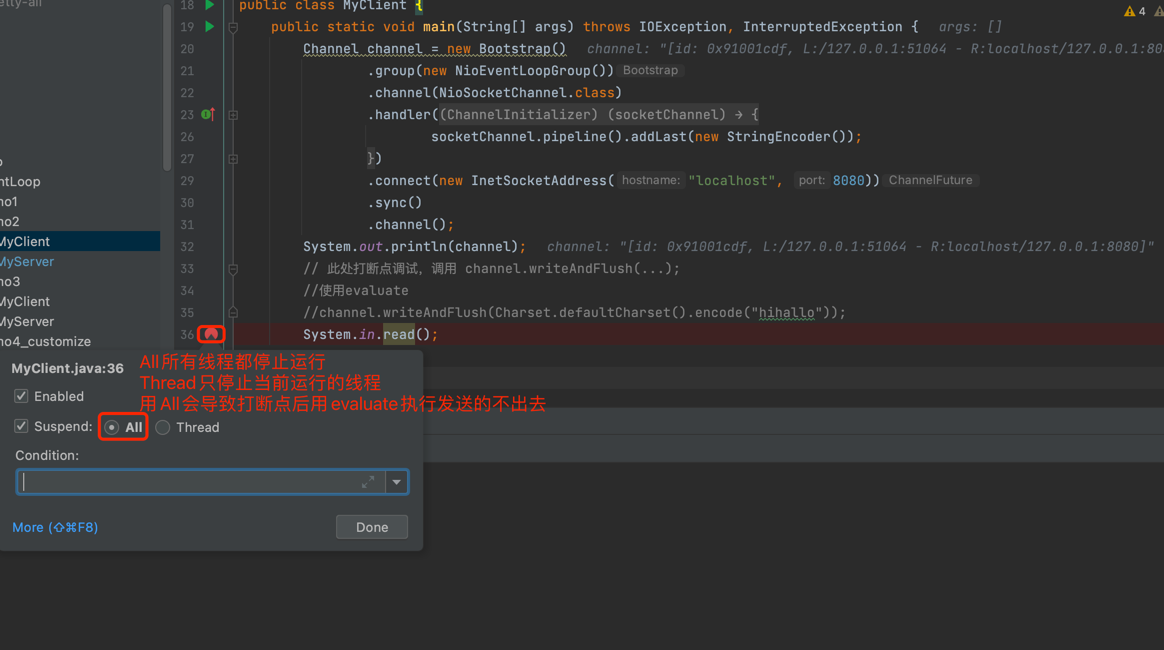 etty-all
18 public class MyClient {
4
19 public static void main(String[] args) throws IOException, InterruptedException { args: []
20 Channel channel = new Bootstrap() channel: "[id: 0x91001cdf, L:/127.0.0.1:51064 - R:localhost/127.0.0.1:80
21 .group(new NioEventLoopGroup()) Bootstrap
22 .channel(NioSocketChannel.class)
23 .handler((ChannelInitializer) (socketChannel) → {
26 socketChannel.pipeline().addLast(new StringEncoder());
27 })
29 .connect(new InetSocketAddress( hostname: "localhost", port: 8080)) ChannelFuture
30 .sync()
31 .channel();
32 System.out.println(channel); channel: "[id: 0x91001cdf, L:/127.0.0.1:51064 - R:localhost/127.0.0.1:8080]"
33 // 此处打断点调试，调用 channel.writeAndFlush(...);
34 //使用evaluate
35 //channel.writeAndFlush(Charset.defaultCharset().encode("hihallo"));
36 System.in.read();
o
ntLoop
no1
no2
MyClient
MyServer
no3
MyClient
MyServer
no4_customize
MyClient.java:36
All所有线程都停止运行
Thread只停止当前运行的线程
用All会导致打断点后用evaluate执行发送的不出去
Enabled
Suspend: All Thread
Condition:
More (⇧⌘F8)
Done